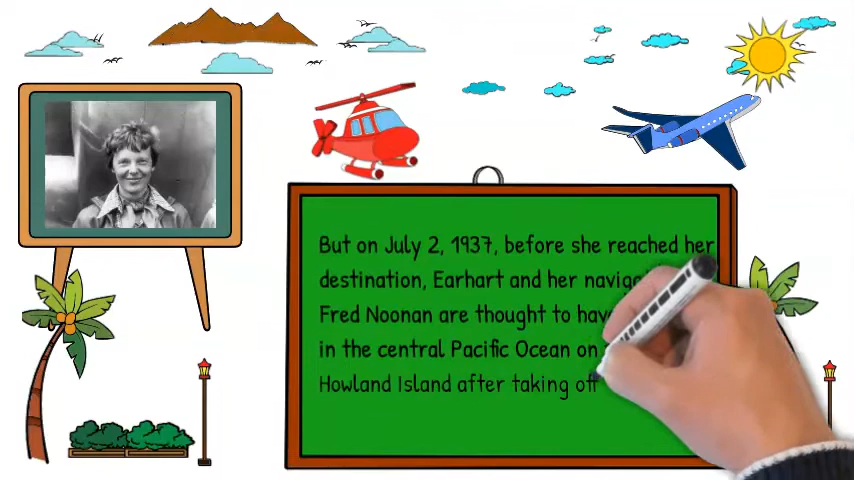 But on July 2, 1937, before she reached her
destination, Earhart and her
Fred Noonan are thought to
in the central Pacific Ocean on
Howland Island after taking off